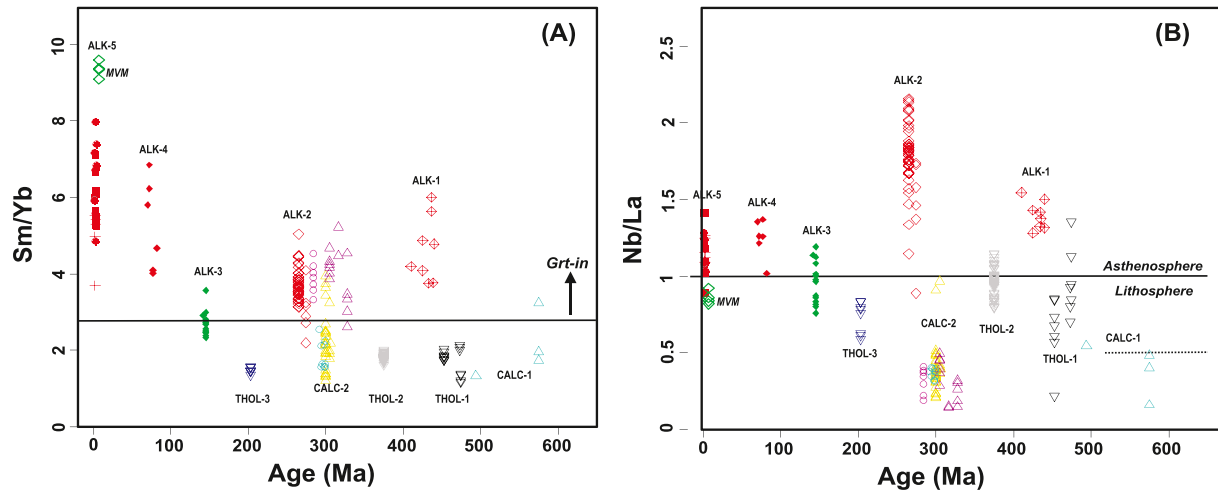 (A)
10
8
6
4
2
0
Sm/Yb
ALK-5
MVM
ALK-4
ALK-3
ALK-2
ALK-1
Grt-in
THOL-3
CALC-2
THOL-2
THOL-1
CALC-1
0 100 200 300 400 500 600
Age (Ma)
(B)
2.5
2
1.5
1
0.5
0
Nb/La
ALK-2
ALK-1
ALK-5
ALK-4
ALK-3
Asthenosphere
Lithosphere
MVM
CALC-2
THOL-2
CALC-1
THOL-3
THOL-1
0 100 200 300 400 500 600
Age (Ma)